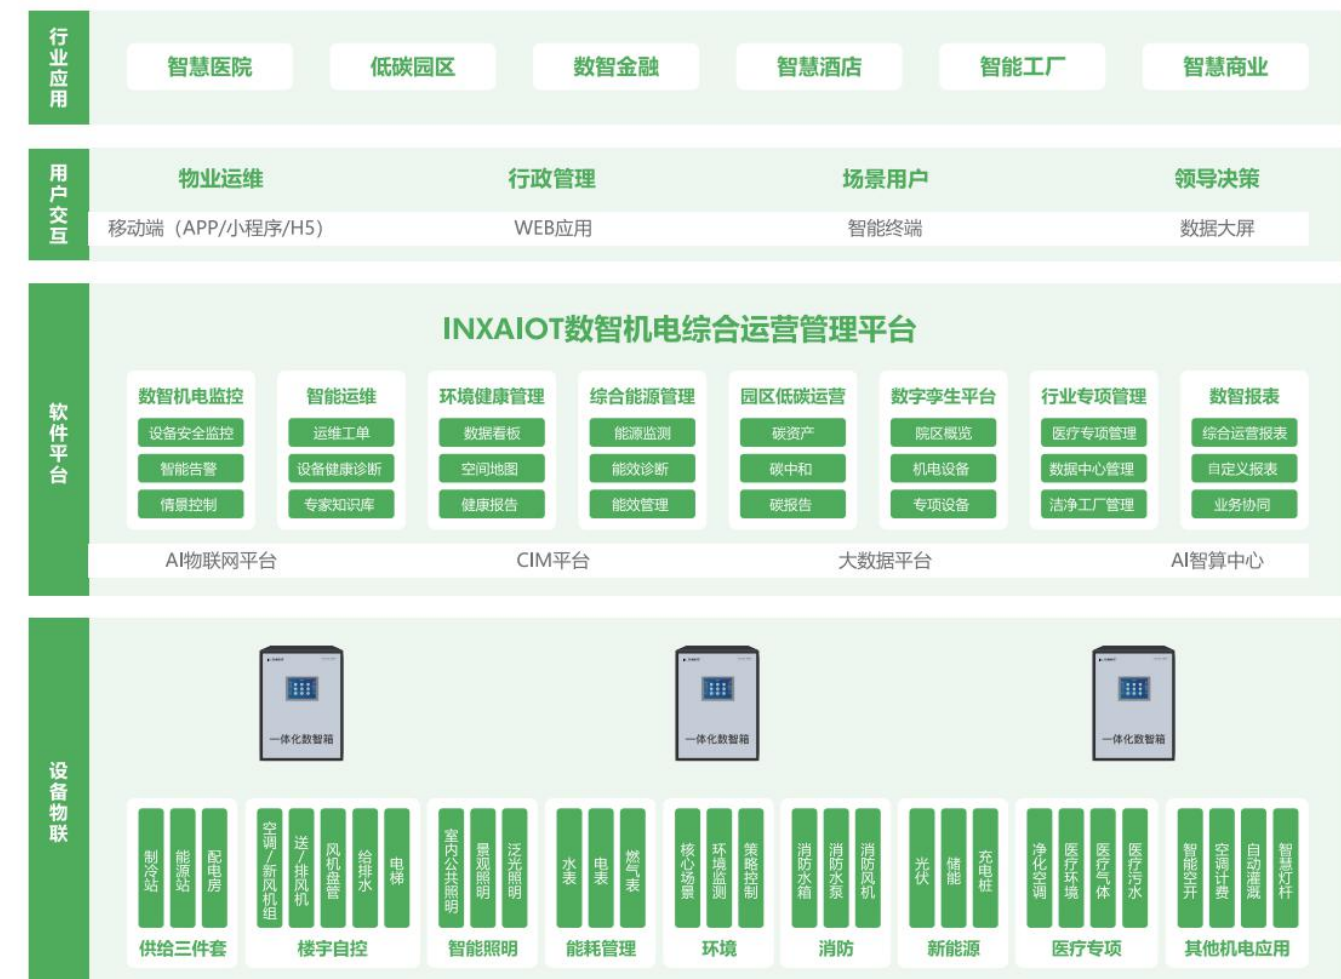 行业应用
智慧医院
低碳园区
数智金融
智慧酒店
智能工厂
智慧商业
用户交互
物业运维
行政管理
场景用户
领导决策
移动端（APP/小程序/H5）
WEB应用
智能终端
数据大屏
软件平台
INXAIOT数智机电综合运营管理平台
数智机电监控
设备安全监控
智能告警
情景控制
智能运维
运维工单
设备健康诊断
专家知识库
环境健康管理
数据看板
空间地图
健康报告
综合能源管理
能源监测
能效诊断
能效管理
园区低碳运营
碳资产
碳中和
碳报告
数字孪生平台
院区概览
机电设备
专项设备
行业专项管理
医疗专项管理
数据中心管理
洁净工厂管理
数智报表
综合运营报表
自定义报表
业务协同
AI物联网平台
CIM平台
大数据平台
AI智算中心
设备物联
一体化数智箱
一体化数智箱
一体化数智箱
制冷站
能源站
配电房
供给三件套
空调/新风机组
送/排风机
风机盘管
给排水
电梯
楼宇自控
室内公共照明
景观照明
泛光照明
智能照明
水表
电表
燃气表
能耗管理
核心场景
环境监测
策略控制
环境
消防水箱
消防水泵
消防风机
消防
光伏
储能
充电桩
新能源
净化空调
医疗环境
医疗气体
医疗污水
医疗专项
智能空开
空调计费
自动灌溉
智慧灯杆
其他机电应用